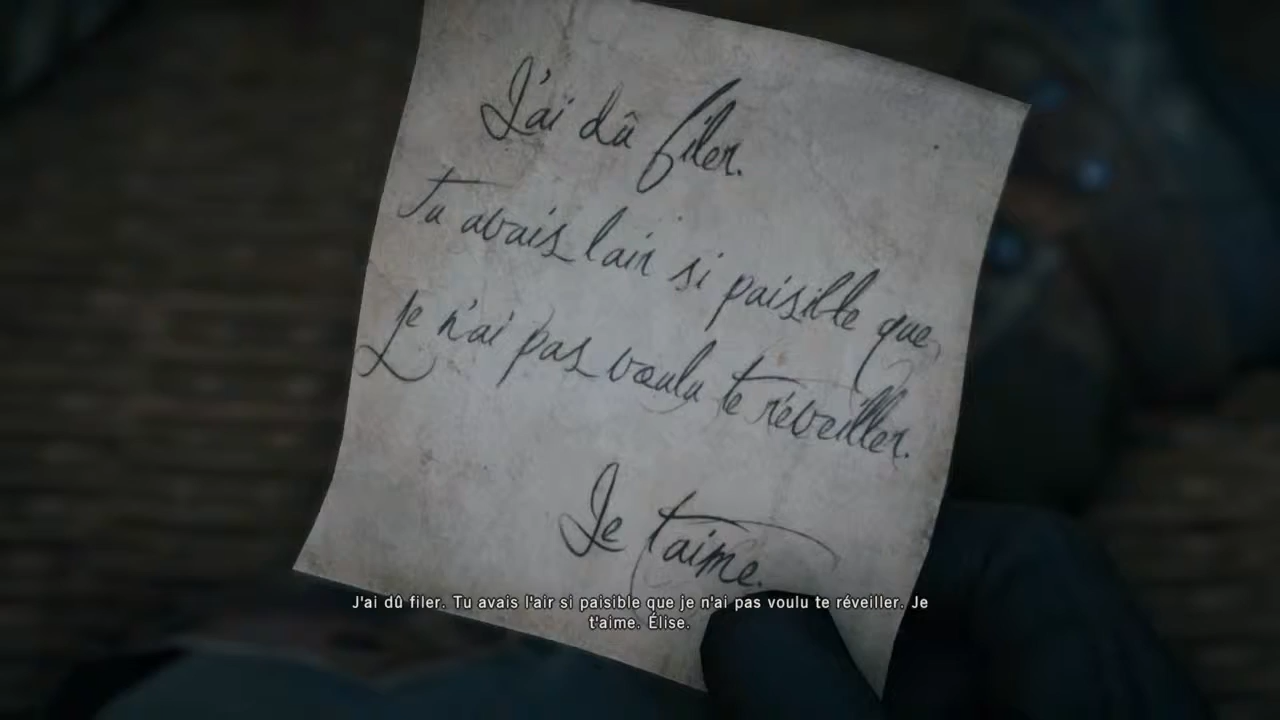 J'ai dû filer.
Tu avais l'air si paisible que
je n'ai pas voulu te réveiller.
Je t'aime.
J'ai dû filer. Tu avais l'air si paisible que je n'ai pas voulu te réveiller. Je
t'aime. Élise.